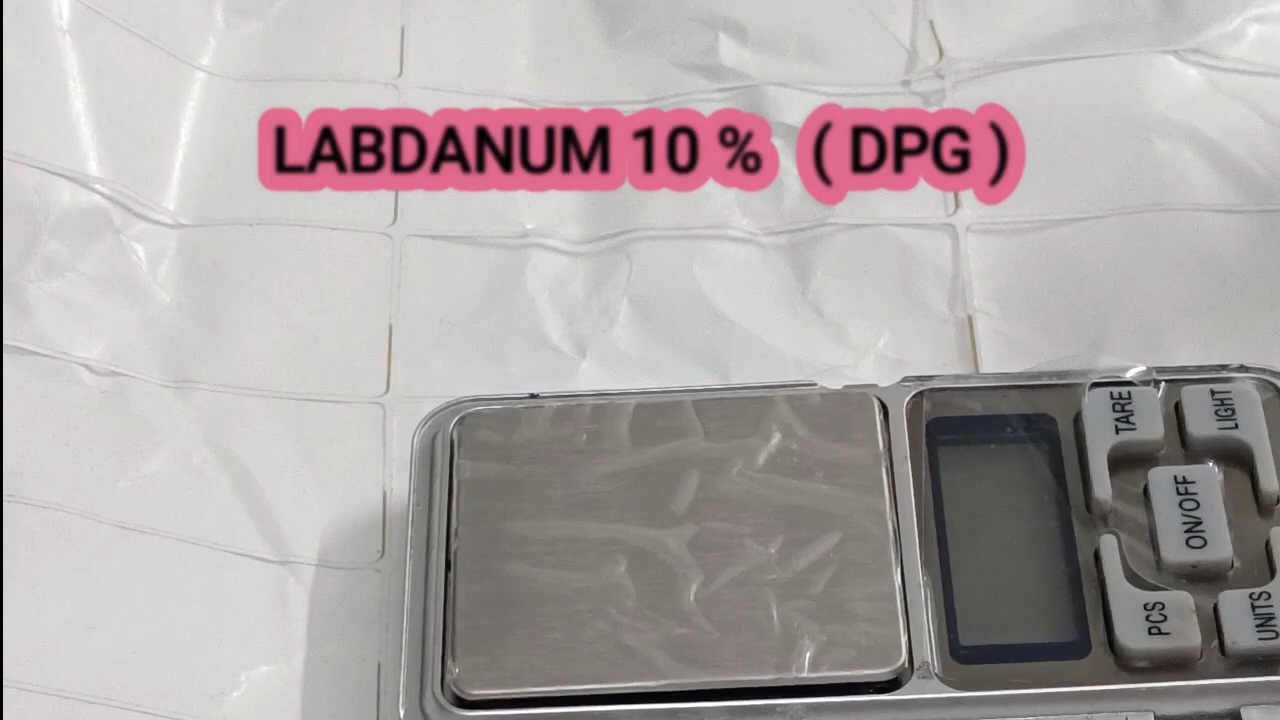 LABDANUM 10 % ( DPG )
TARE
LIGHT
ON/OFF
PCS
UNITS